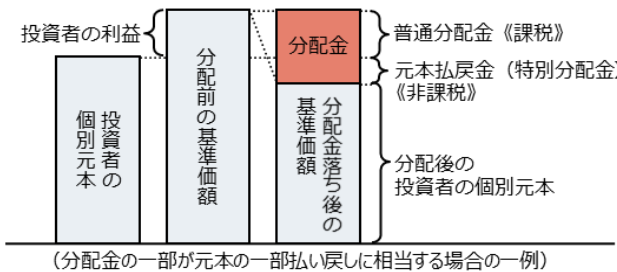 投資者の利益
投資者の
個別元本
分配前の基準価額
分配金
分配金落ち後の
基準価額
普通分配金《課税》
元本払戻金（特別分配金）
《非課税》
分配後の
投資者の個別元本
（分配金の一部が元本の一部払い戻しに相当する場合の一例）